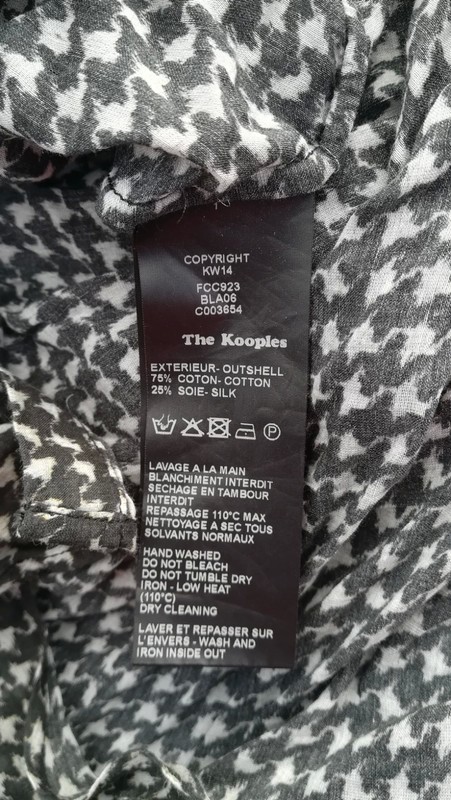 COPYRIGHT
KW14
FCC923
BLA06
C003654
The Kooples
EXTERIEUR- OUTSHELL
75% COTON- COTTON
25% SOIE- SILK
P
LAVAGE A LA MAIN
BLANCHIMENT INTERDIT
SECHAGE EN TAMBOUR
INTERDIT
REPASSAGE 110°C MAX
NETTOYAGE A SEC TOUS
SOLVANTS NORMAUX
HAND WASHED
DO NOT BLEACH
DO NOT TUMBLE DRY
IRON - LOW HEAT
(110°C)
DRY CLEANING
LAVER ET REPASSER SUR
L'ENVERS - WASH AND
IRON INSIDE OUT